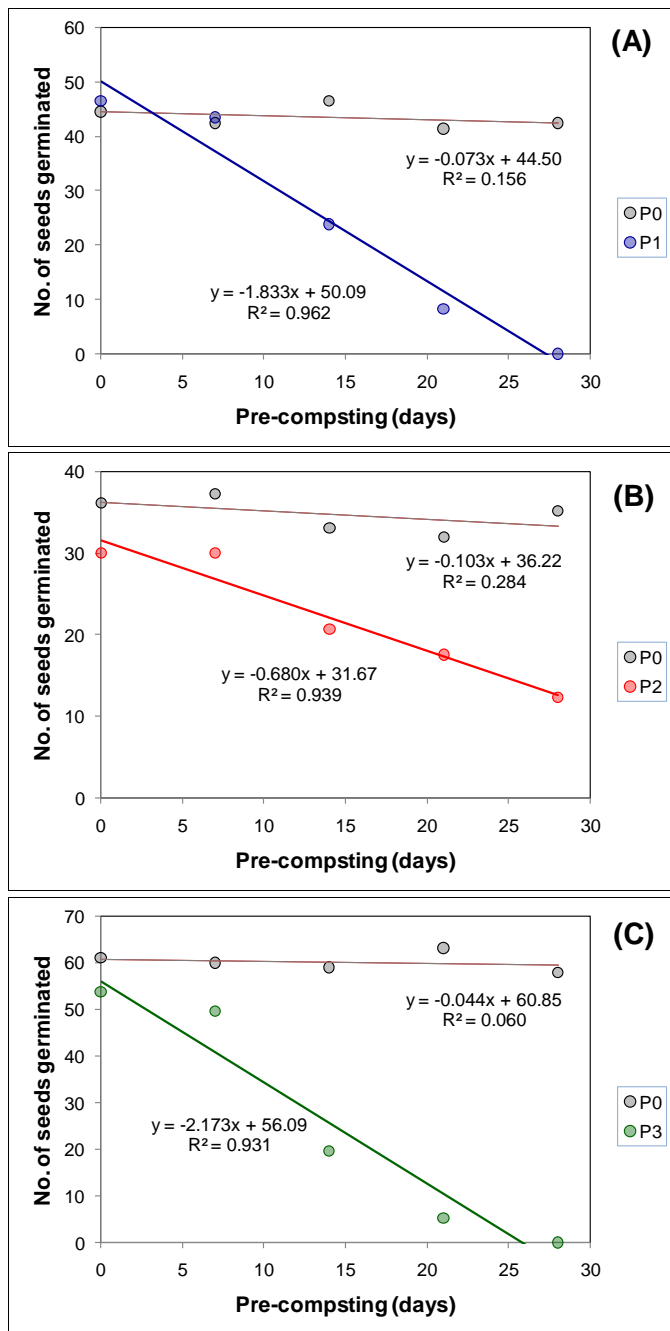 (A)
60
50
40
30
20
10
0
No. of seeds germinated
y = -0.073x + 44.50
R² = 0.156
y = -1.833x + 50.09
R² = 0.962
P0
P1
0 5 10 15 20 25 30
Pre-compsting (days)
(B)
40
30
20
10
0
No. of seeds germinated
y = -0.103x + 36.22
R² = 0.284
y = -0.680x + 31.67
R² = 0.939
P0
P2
0 5 10 15 20 25 30
Pre-compsting (days)
(C)
70
60
50
40
30
20
10
0
No. of seeds germinated
y = -0.044x + 60.85
R² = 0.060
y = -2.173x + 56.09
R² = 0.931
P0
P3
0 5 10 15 20 25 30
Pre-compsting (days)